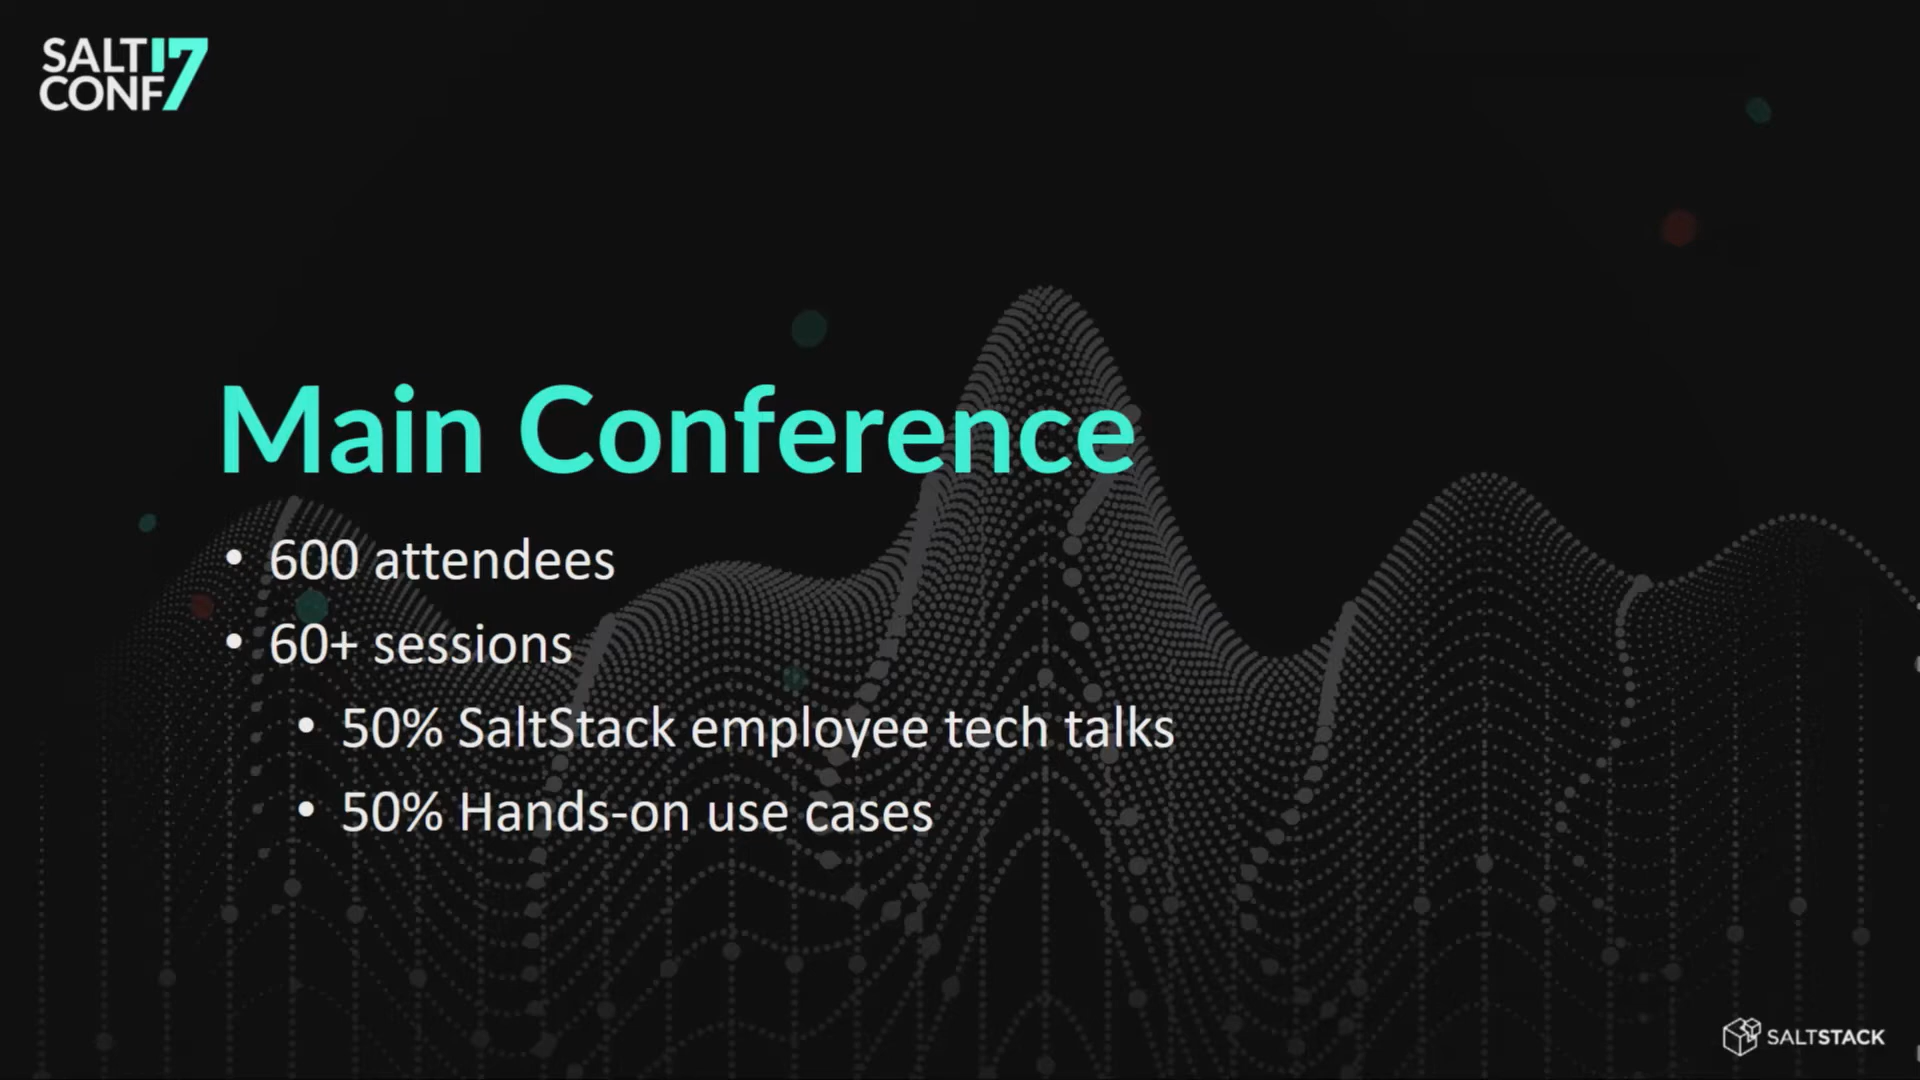 SALT 17
CONF
Main Conference
• 600 attendees
• 60+ sessions
• 50% SaltStack employee tech talks
• 50% Hands-on use cases
SALTSTACK